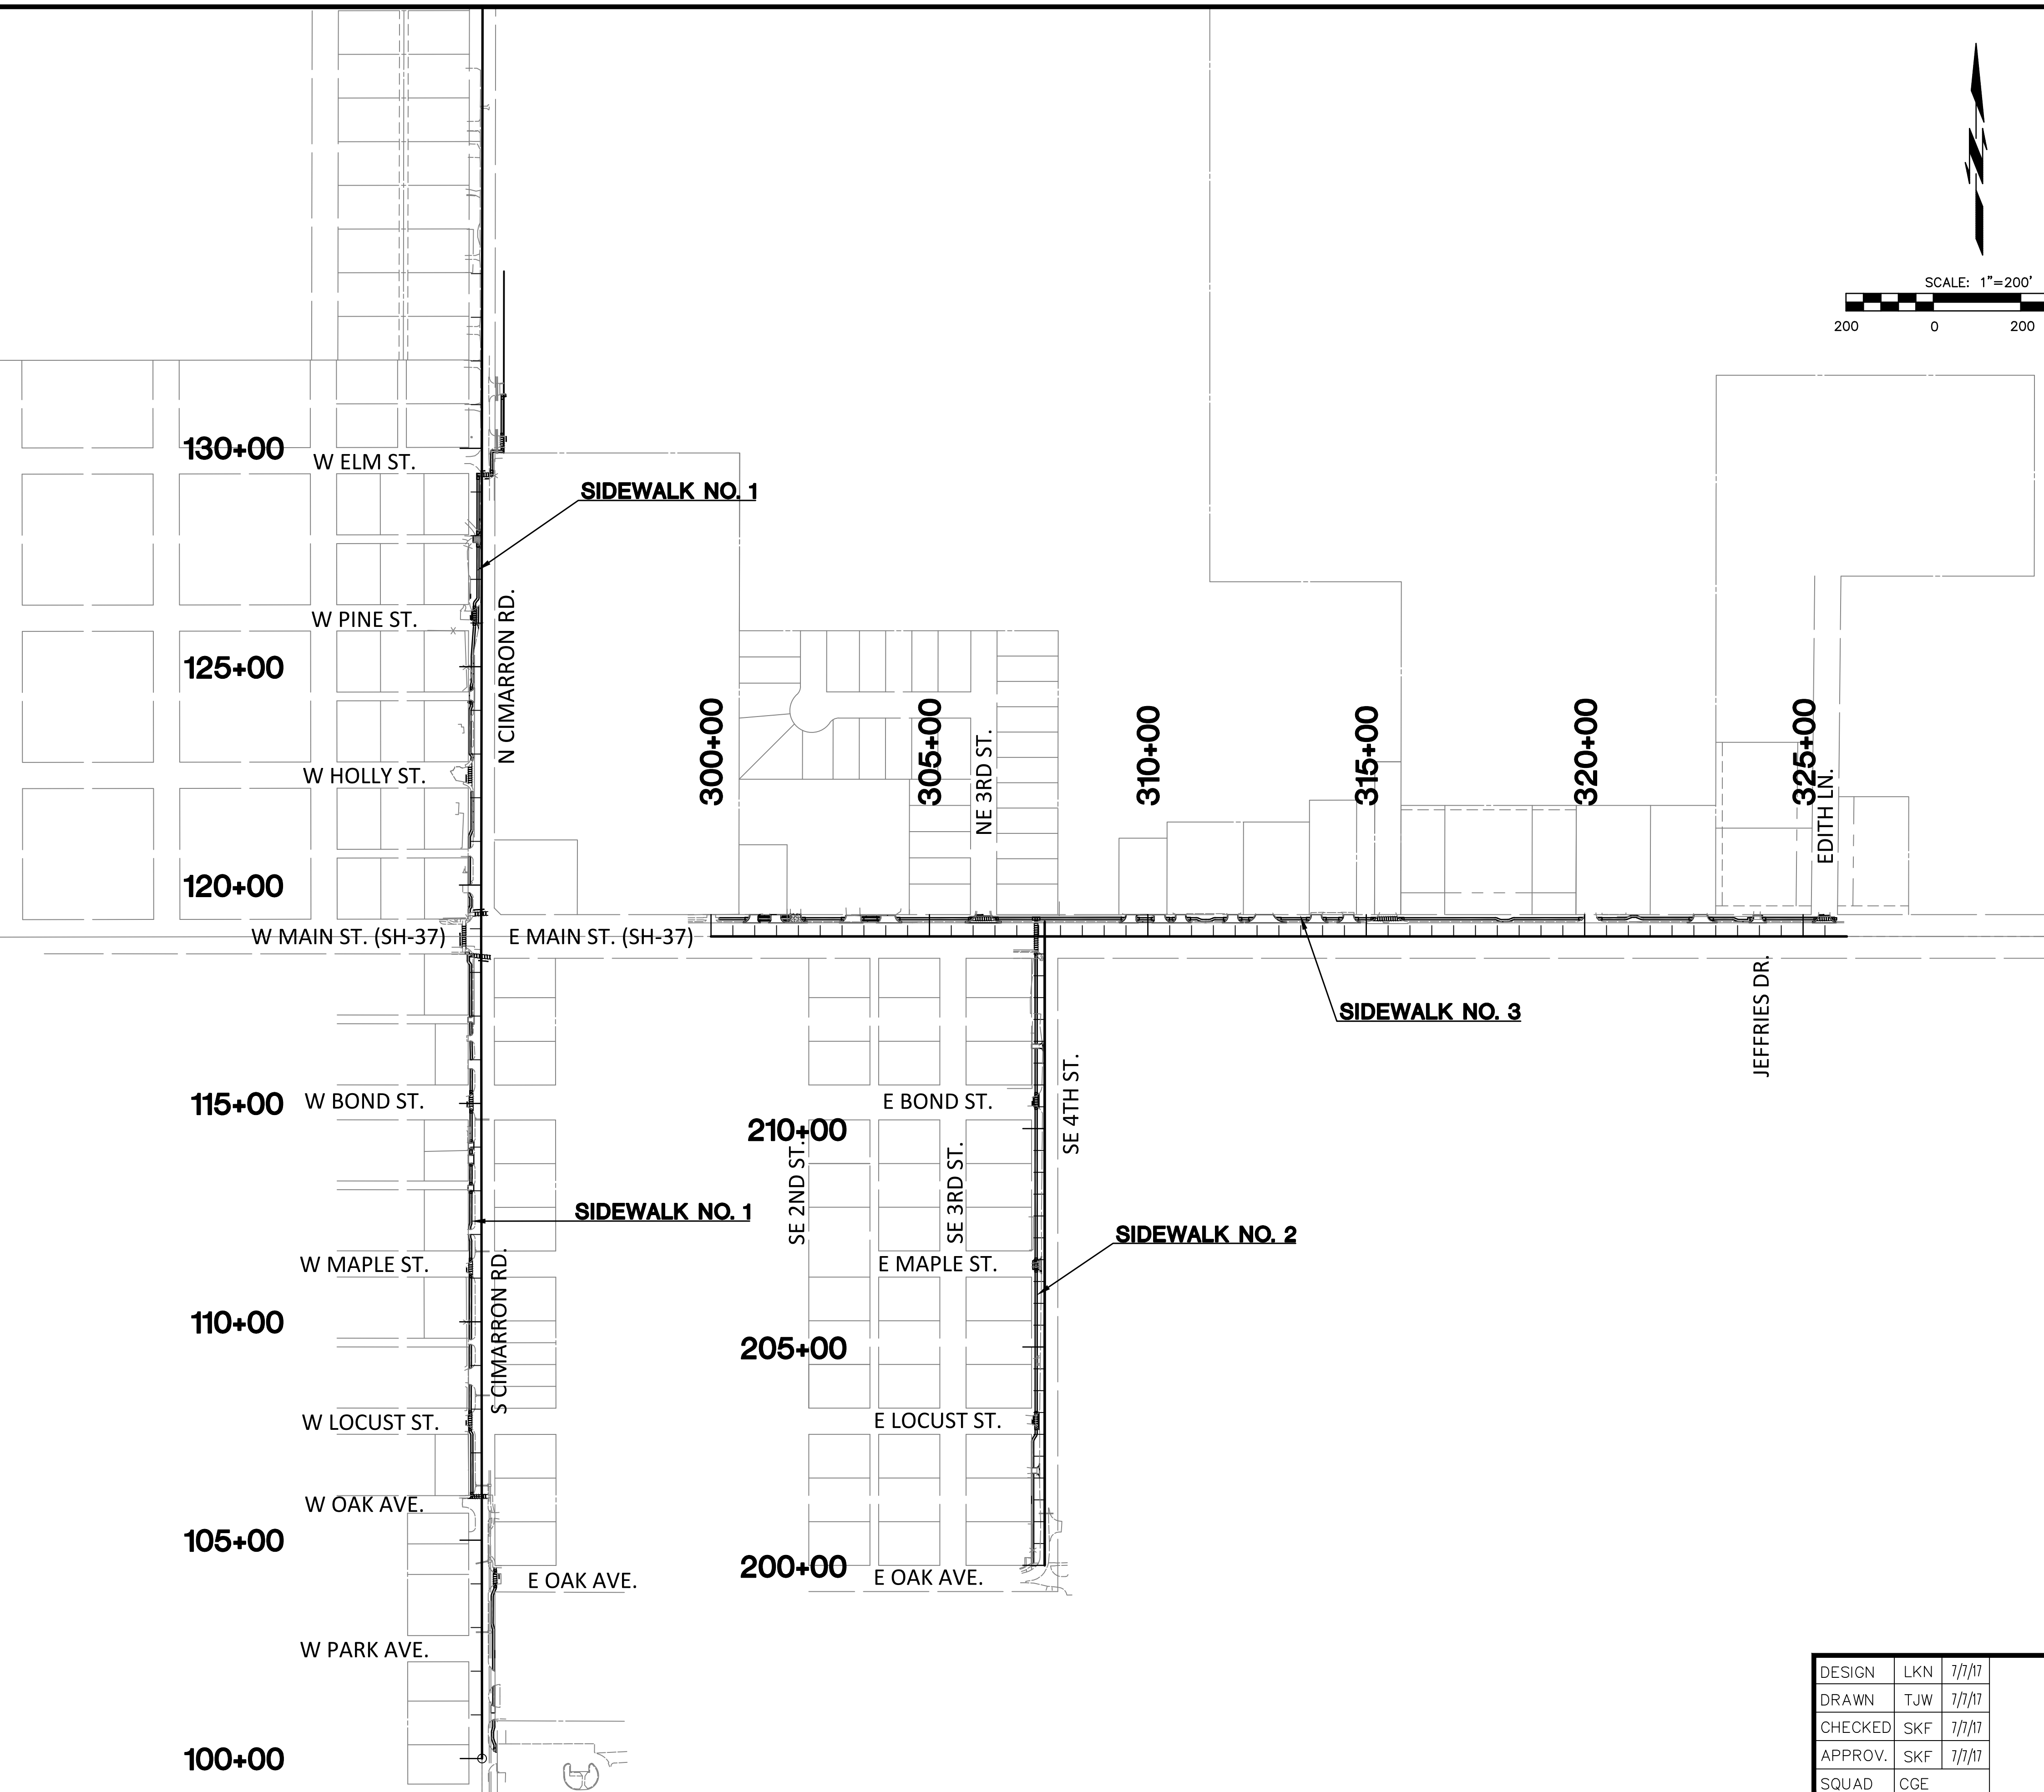 SCALE: 1"=200'
200 0 200
130+00
W ELM ST.
SIDEWALK NO. 1
W PINE ST.
N CIMARRON RD.
125+00
300+00
305+00
310+00
315+00
320+00
325+00
NE 3RD ST.
EDITH LN.
W HOLLY ST.
120+00
W MAIN ST. (SH-37)
E MAIN ST. (SH-37)
SIDEWALK NO. 3
JEFFRIES DR.
SE 4TH ST.
115+00
W BOND ST.
E BOND ST.
210+00
SE 2ND ST.
SE 3RD ST.
SIDEWALK NO. 1
SIDEWALK NO. 2
W MAPLE ST.
S CIMARRON RD.
E MAPLE ST.
110+00
205+00
W LOCUST ST.
E LOCUST ST.
W OAK AVE.
105+00
200+00
E OAK AVE.
E OAK AVE.
W PARK AVE.
100+00
DESIGN LKN 7/7/17
DRAWN TJW 7/7/17
CHECKED SKF 7/7/17
APPROV. SKF 7/7/17
SQUAD CGE